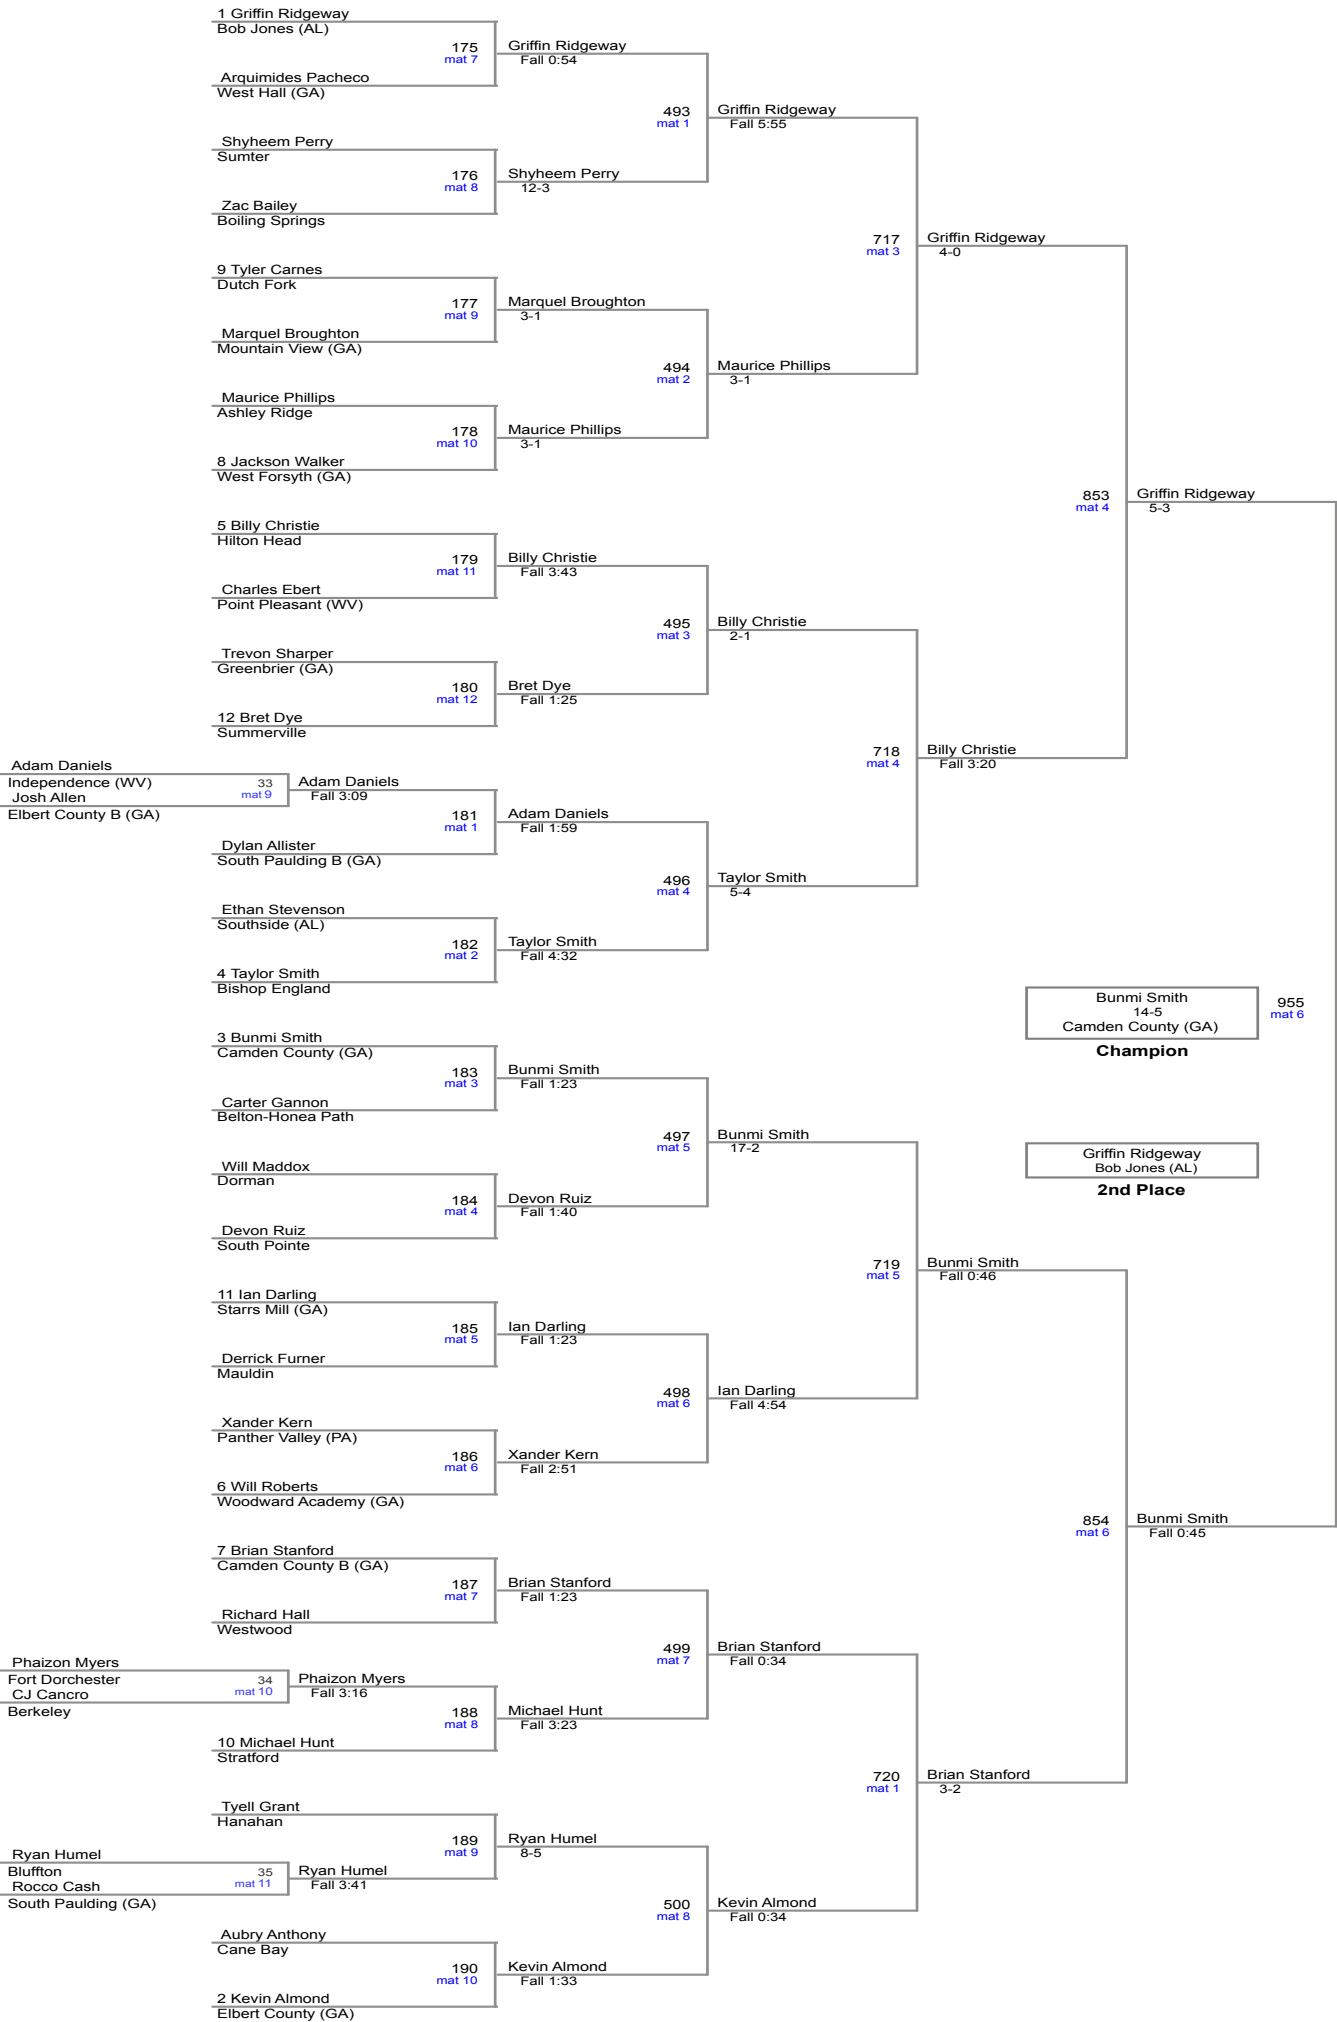 1 Griffin Ridgeway
Bob Jones (AL)
175
mat 7
Griffin Ridgeway
Fall 0:54
Arquimides Pacheco
West Hall (GA)
493
mat 1
Griffin Ridgeway
Fall 5:55
Shyheem Perry
Sumter
176
mat 8
Shyheem Perry
12-3
Zac Bailey
Boiling Springs
717
mat 3
Griffin Ridgeway
4-0
9 Tyler Carnes
Dutch Fork
177
mat 9
Marquel Broughton
3-1
Marquel Broughton
Mountain View (GA)
494
mat 2
Maurice Phillips
3-1
Maurice Phillips
Ashley Ridge
178
mat 10
Maurice Phillips
3-1
8 Jackson Walker
West Forsyth (GA)
853
mat 4
Griffin Ridgeway
5-3
5 Billy Christie
Hilton Head
179
mat 11
Billy Christie
Fall 3:43
Charles Ebert
Point Pleasant (WV)
495
mat 3
Billy Christie
2-1
Trevon Sharper
Greenbrier (GA)
180
mat 12
Bret Dye
Fall 1:25
12 Bret Dye
Summerville
718
mat 4
Billy Christie
Fall 3:20
Adam Daniels
Independence (WV)
33
mat 9
Josh Allen
Elbert County B (GA)
Adam Daniels
Fall 3:09
181
mat 1
Adam Daniels
Fall 1:59
Dylan Allister
South Paulding B (GA)
496
mat 4
Taylor Smith
5-4
Ethan Stevenson
Southside (AL)
182
mat 2
Taylor Smith
Fall 4:32
4 Taylor Smith
Bishop England
Bunmi Smith
14-5
Camden County (GA)
Champion
955
mat 6
3 Bunmi Smith
Camden County (GA)
183
mat 3
Bunmi Smith
Fall 1:23
Carter Gannon
Belton-Honea Path
497
mat 5
Bunmi Smith
17-2
Griffin Ridgeway
Bob Jones (AL)
2nd Place
Will Maddox
Dorman
184
mat 4
Devon Ruiz
Fall 1:40
Devon Ruiz
South Pointe
719
mat 5
Bunmi Smith
Fall 0:46
11 Ian Darling
Starrs Mill (GA)
185
mat 5
Ian Darling
Fall 1:23
Derrick Furner
Mauldin
498
mat 6
Ian Darling
Fall 4:54
Xander Kern
Panther Valley (PA)
186
mat 6
Xander Kern
Fall 2:51
6 Will Roberts
Woodward Academy (GA)
854
mat 6
Bunmi Smith
Fall 0:45
7 Brian Stanford
Camden County B (GA)
187
mat 7
Brian Stanford
Fall 1:23
Richard Hall
Westwood
499
mat 7
Brian Stanford
Fall 0:34
Phaizon Myers
Fort Dorchester
34
mat 10
CJ Cancro
Berkeley
Phaizon Myers
Fall 3:16
188
mat 8
Michael Hunt
Fall 3:23
10 Michael Hunt
Stratford
720
mat 1
Brian Stanford
3-2
Tyell Grant
Hanahan
189
mat 9
Ryan Humel
8-5
Ryan Humel
Bluffton
35
mat 11
Rocco Cash
South Paulding (GA)
Ryan Humel
Fall 3:41
500
mat 8
Kevin Almond
Fall 0:34
Aubry Anthony
Cane Bay
190
mat 10
Kevin Almond
Fall 1:33
2 Kevin Almond
Elbert County (GA)